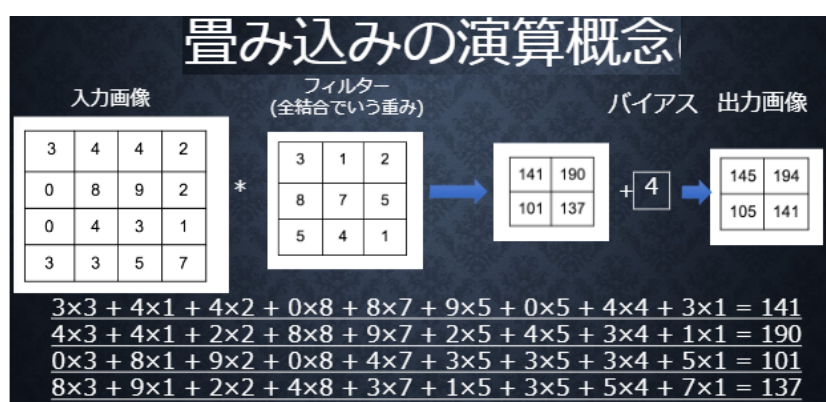 畳み込みの演算概念
入力画像
フィルター
(全結合でいう重み)
バイアス
出力画像
3 4 4 2
0 8 9 2
0 4 3 1
3 3 5 7
*
3 1 2
8 7 5
5 4 1
141 190
101 137
+ 4
145 194
105 141
3×3 + 4×1 + 4×2 + 0×8 + 8×7 + 9×5 + 0×5 + 4×4 + 3×1 = 141
4×3 + 4×1 + 2×2 + 8×8 + 9×7 + 2×5 + 4×5 + 3×4 + 1×1 = 190
0×3 + 8×1 + 9×2 + 0×8 + 4×7 + 3×5 + 3×5 + 3×4 + 5×1 = 101
8×3 + 9×1 + 2×2 + 4×8 + 3×7 + 1×5 + 3×5 + 5×4 + 7×1 = 137